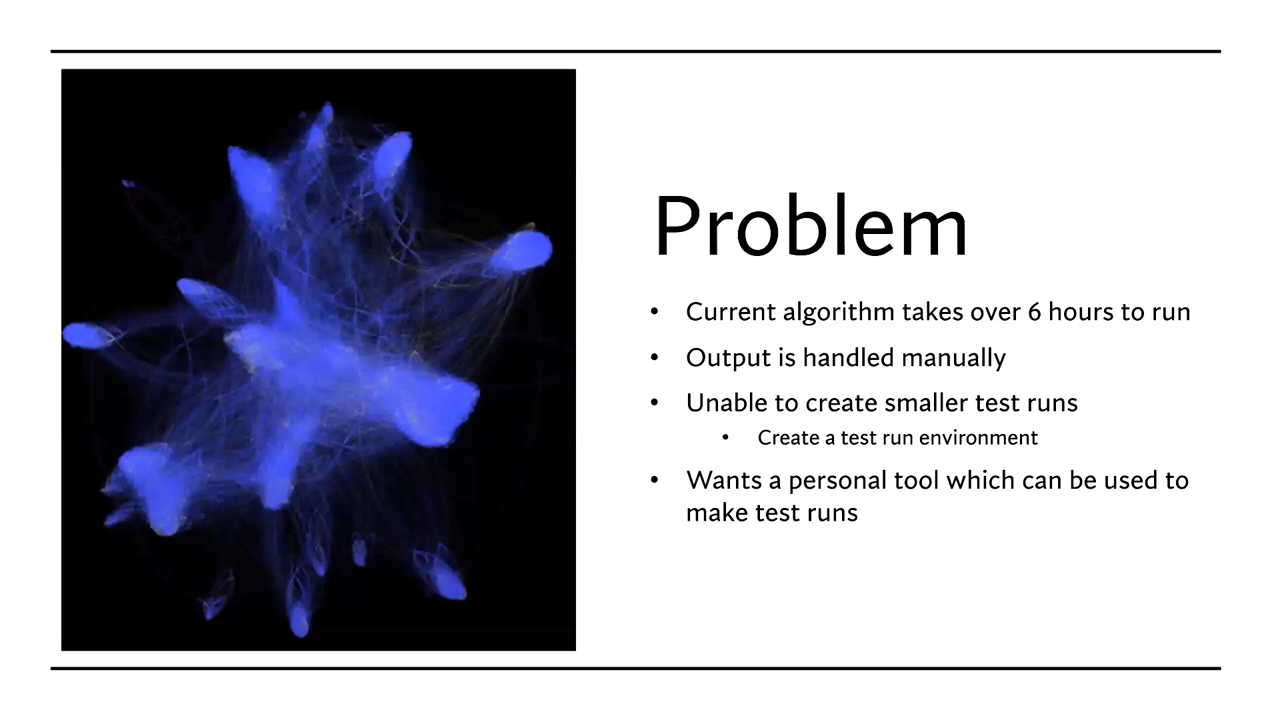 Problem
• Current algorithm takes over 6 hours to run
• Output is handled manually
• Unable to create smaller test runs
• Create a test run environment
• Wants a personal tool which can be used to
make test runs